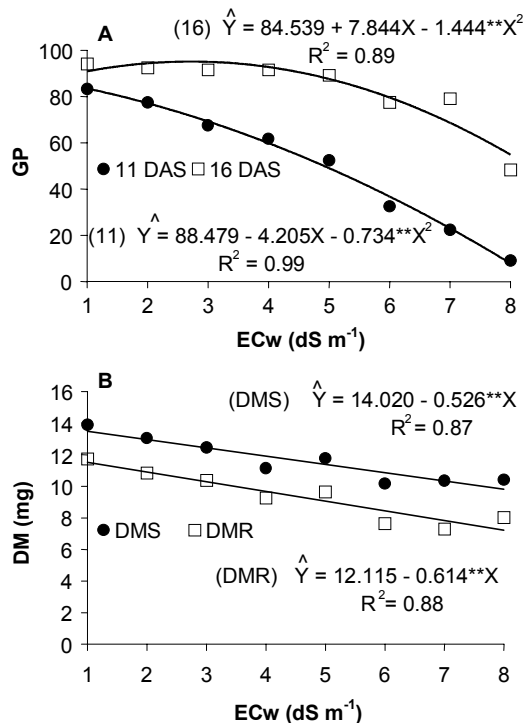 A
(16) Ŷ = 84.539 + 7.844X - 1.444**X²
R² = 0.89
100
80
60
40
20
0
GP
● 11 DAS □ 16 DAS
(11) Ŷ = 88.479 - 4.205X - 0.734**X²
R² = 0.99
1 2 3 4 5 6 7 8
ECw (dS m⁻¹)
B
(DMS) Ŷ = 14.020 - 0.526**X
R² = 0.87
16
14
12
10
8
6
4
2
0
DM (mg)
● DMS □ DMR
(DMR) Ŷ = 12.115 - 0.614**X
R² = 0.88
1 2 3 4 5 6 7 8
ECw (dS m⁻¹)